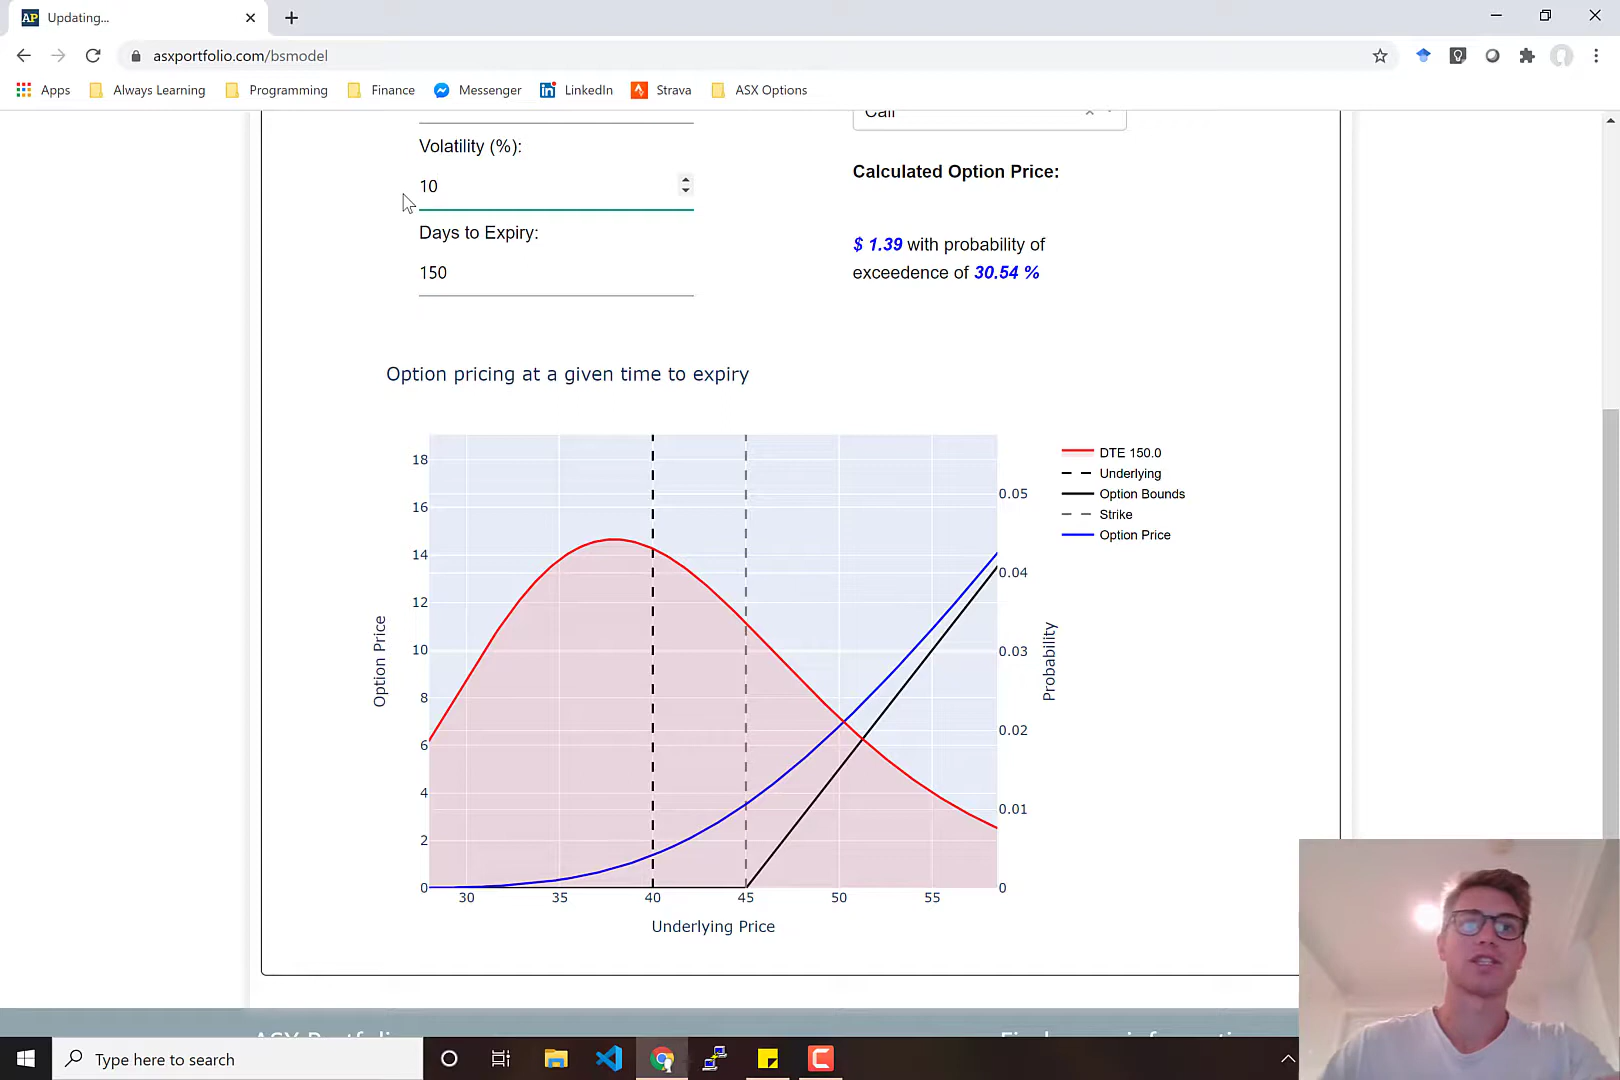 AP Updating...
asxportfolio.com/bsmodel
Apps Always Learning Programming Finance Messenger LinkedIn Strava ASX Options
Call
Volatility (%):
10
Days to Expiry:
150
Calculated Option Price:
$ 1.39 with probability of
exceedence of 30.54 %
Option pricing at a given time to expiry
18
16
14
12
10
8
6
4
2
0
Option Price
30 35 40 45 50 55
Underlying Price
0.05
0.04
0.03
0.02
0.01
0
Probability
DTE 150.0
Underlying
Option Bounds
Strike
Option Price
ASX Portfolio
Type here to search